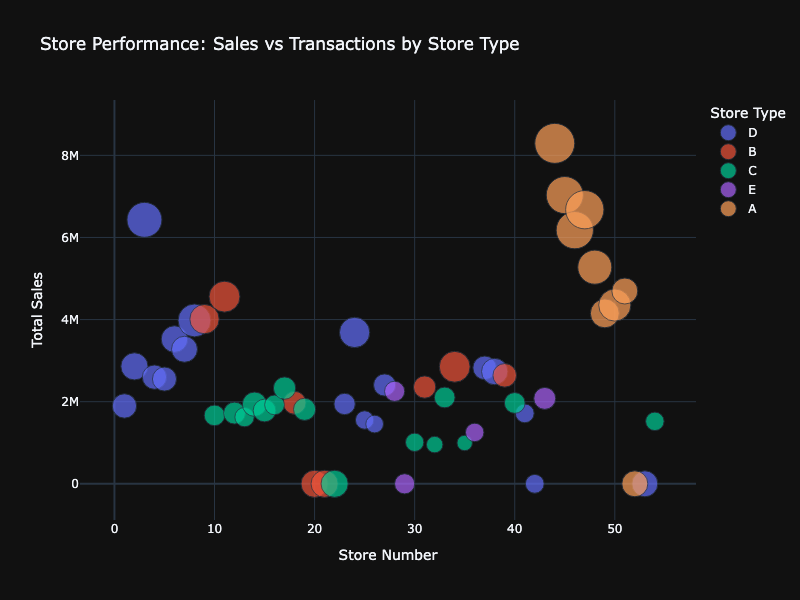 Store Performance: Sales vs Transactions by Store Type
Store Type
D
B
C
E
A
Total Sales
8M
6M
4M
2M
0
0 10 20 30 40 50
Store Number